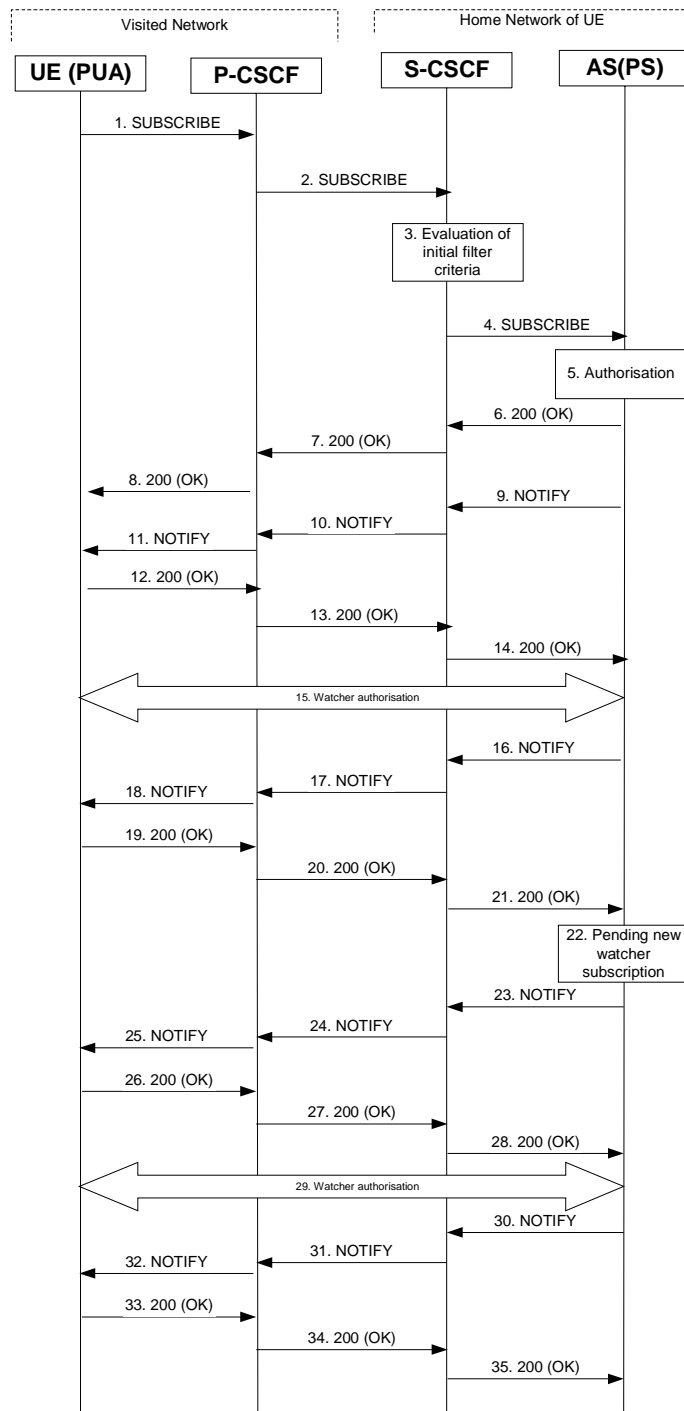 Visited Network
Home Network of UE
UE (PUA)
P-CSCF
S-CSCF
AS(PS)
1. SUBSCRIBE
2. SUBSCRIBE
3. Evaluation of
initial filter
criteria
4. SUBSCRIBE
5. Authorisation
6. 200 (OK)
7. 200 (OK)
8. 200 (OK)
9. NOTIFY
10. NOTIFY
11. NOTIFY
12. 200 (OK)
13. 200 (OK)
14. 200 (OK)
15. Watcher authorisation
16. NOTIFY
17. NOTIFY
18. NOTIFY
19. 200 (OK)
20. 200 (OK)
21. 200 (OK)
22. Pending new
watcher
subscription
23. NOTIFY
24. NOTIFY
25. NOTIFY
26. 200 (OK)
27. 200 (OK)
28. 200 (OK)
29. Watcher authorisation
30. NOTIFY
31. NOTIFY
32. NOTIFY
33. 200 (OK)
34. 200 (OK)
35. 200 (OK)